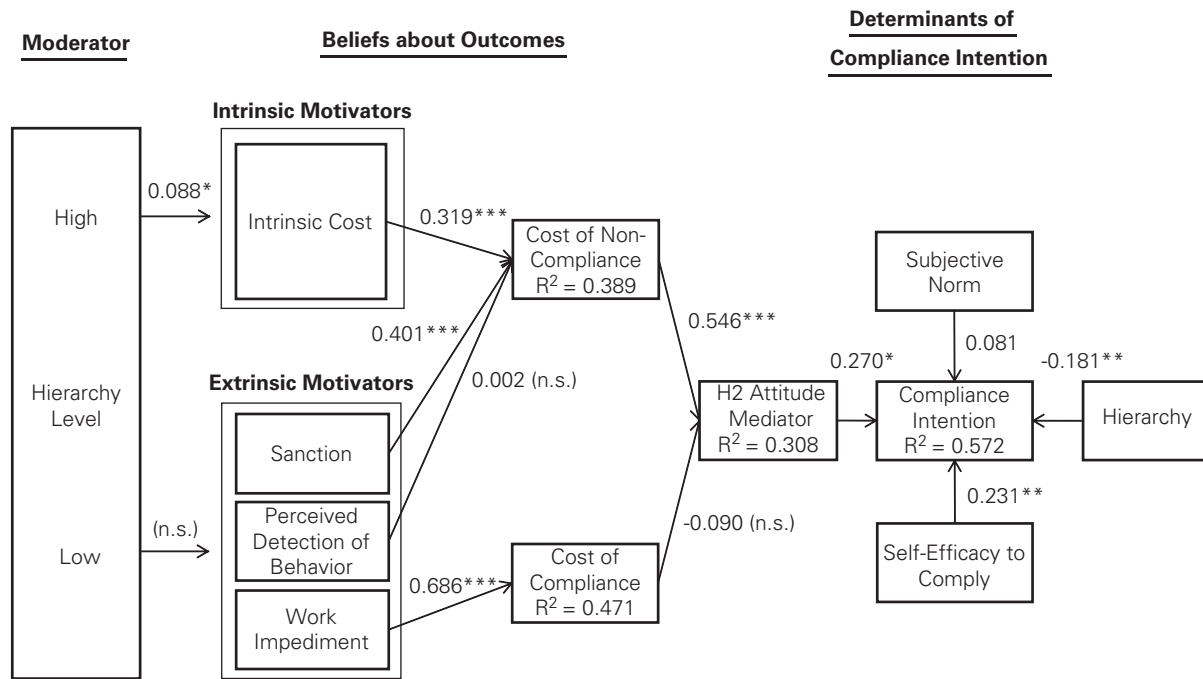 Determinants of
Compliance Intention
Moderator
Beliefs about Outcomes
Intrinsic Motivators
High
0.088*
Intrinsic Cost
0.319***
Cost of Non-
Compliance
R² = 0.389
Subjective
Norm
0.401***
0.546***
0.081
0.270*
-0.181**
Extrinsic Motivators
0.002 (n.s.)
Hierarchy
Level
Sanction
H2 Attitude
Mediator
R² = 0.308
Compliance
Intention
R² = 0.572
Hierarchy
0.231**
(n.s.)
Low
Perceived
Detection of
Behavior
-0.090 (n.s.)
Self-Efficacy to
Comply
0.686***
Cost of
Compliance
R² = 0.471
Work
Impediment